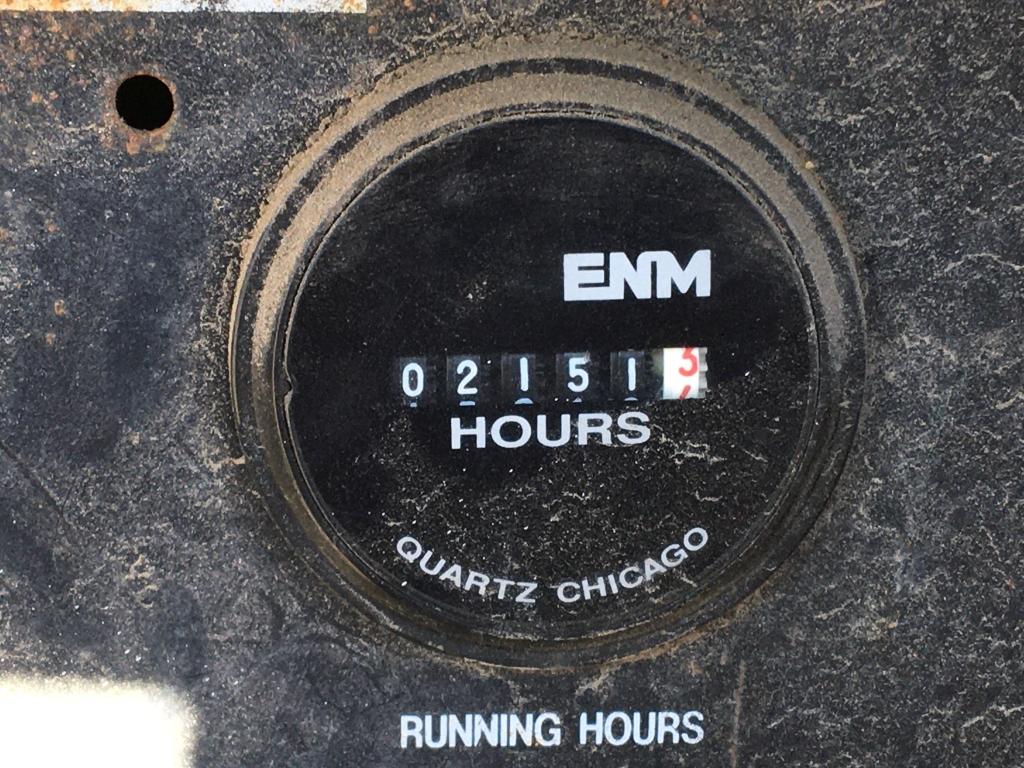 ENM
021513
HOURS
QUARTZ CHICAGO
RUNNING HOURS